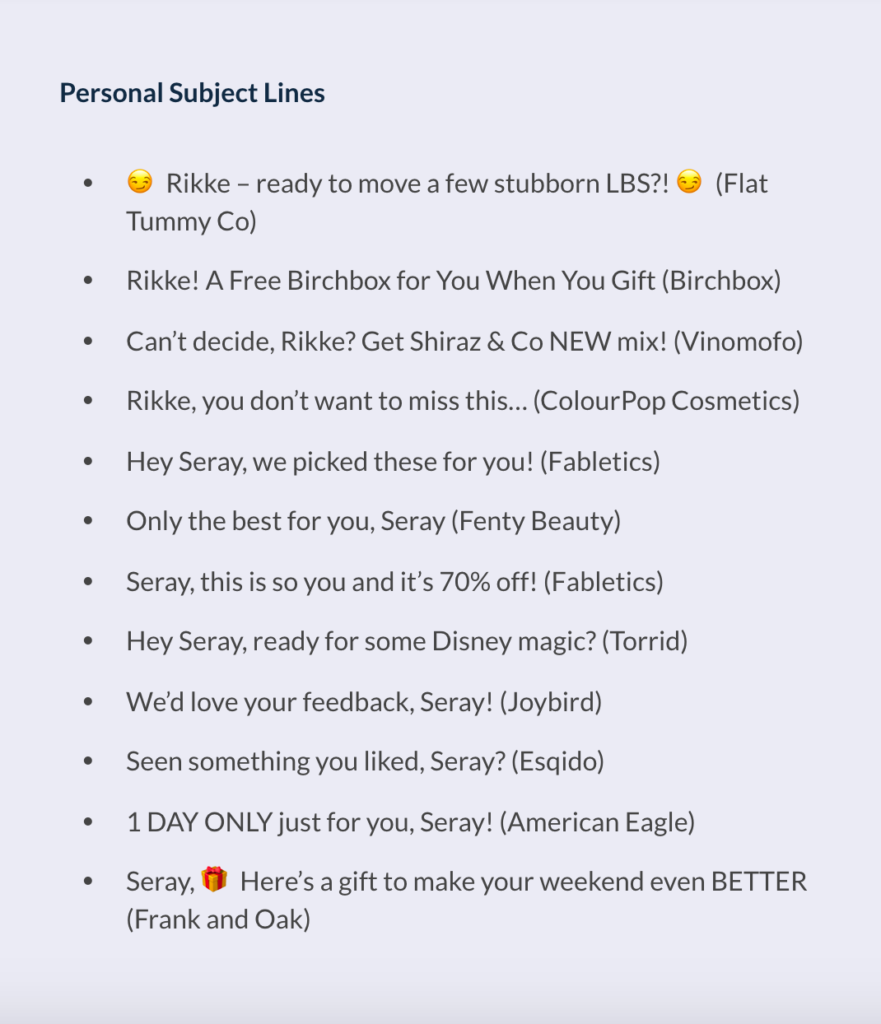 Personal Subject Lines
• 😏 Rikke – ready to move a few stubborn LBS?! 😏 (Flat
Tummy Co)
• Rikke! A Free Birchbox for You When You Gift (Birchbox)
• Can’t decide, Rikke? Get Shiraz & Co NEW mix! (Vinomofo)
• Rikke, you don’t want to miss this… (ColourPop Cosmetics)
• Hey Seray, we picked these for you! (Fabletics)
• Only the best for you, Seray (Fenty Beauty)
• Seray, this is so you and it’s 70% off! (Fabletics)
• Hey Seray, ready for some Disney magic? (Torrid)
• We’d love your feedback, Seray! (Joybird)
• Seen something you liked, Seray? (Esqido)
• 1 DAY ONLY just for you, Seray! (American Eagle)
• Seray, 🎁 Here’s a gift to make your weekend even BETTER
(Frank and Oak)